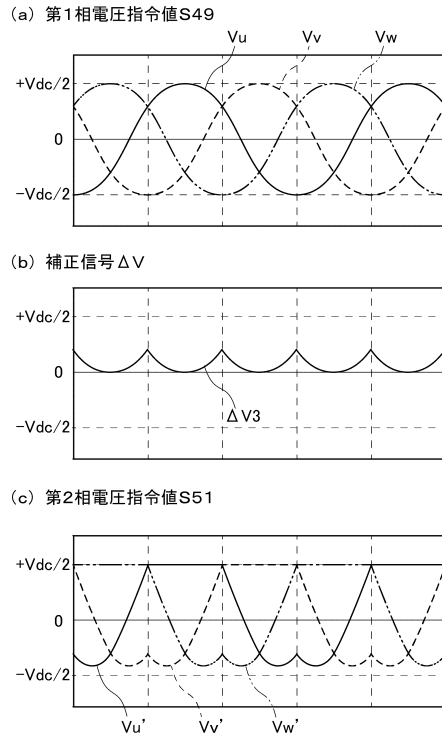 (a) 第1相電圧指令値S49
Vu Vv Vw
+Vdc/2
0
−Vdc/2
(b) 補正信号ΔV
+Vdc/2
0
ΔV3
−Vdc/2
(c) 第2相電圧指令値S51
+Vdc/2
0
−Vdc/2
Vu' Vv' Vw'